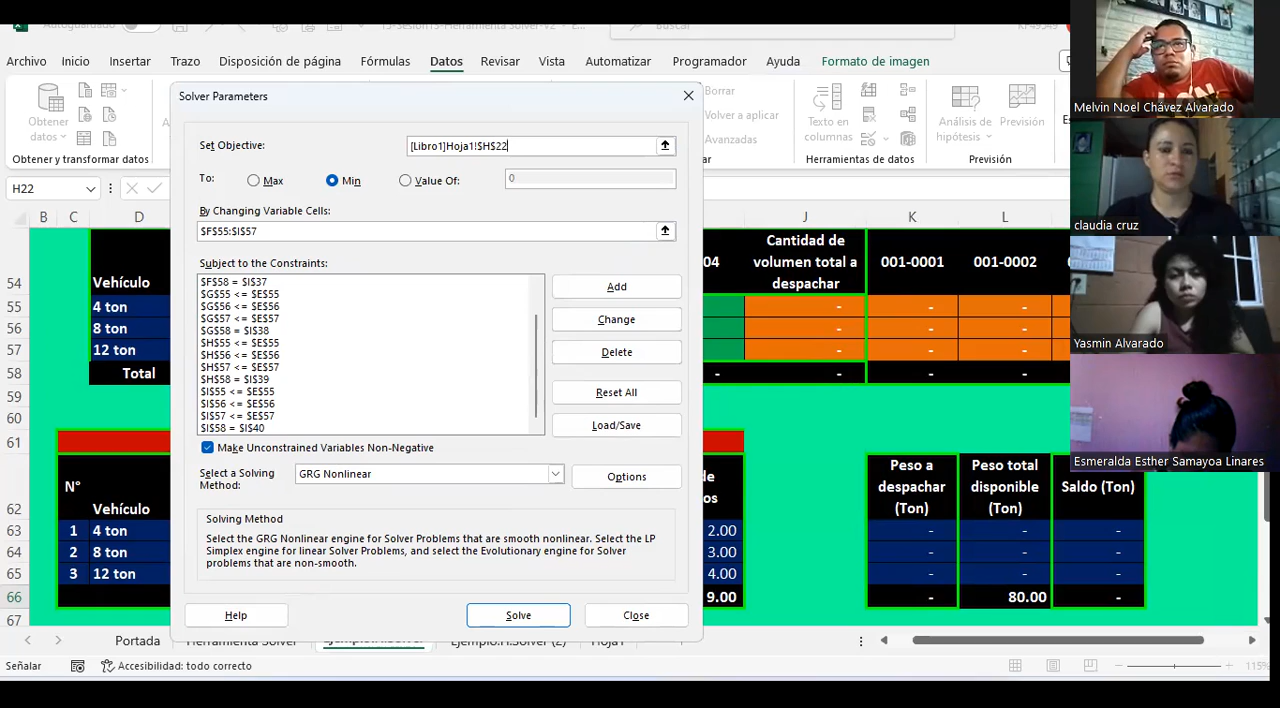 Autoguardado
13-Sesion13-Herramienta Solver-V2
Buscar
Archivo Inicio Insertar Trazo Disposición de página Fórmulas Datos Revisar Vista Automatizar Programador Ayuda Formato de imagen
Obtener datos
Obtener y transformar datos
Borrar
Volver a aplicar
Avanzadas
Texto en columnas
Herramientas de datos
Análisis de hipótesis
Previsión
Previsión
H22
Solver Parameters
Set Objective:
[Libro1]Hoja1!$H$22
To:
Max
Min
Value Of:
0
By Changing Variable Cells:
$F$55:$I$57
Subject to the Constraints:
$F$58 = $I$37
$G$55 <= $E$55
$G$56 <= $E$56
$G$57 <= $E$57
$G$58 = $I$38
$H$55 <= $E$55
$H$56 <= $E$56
$H$57 <= $E$57
$H$58 = $I$39
$I$55 <= $E$55
$I$56 <= $E$56
$I$57 <= $E$57
$I$58 = $I$40
Add
Change
Delete
Reset All
Load/Save
Make Unconstrained Variables Non-Negative
Select a Solving Method:
GRG Nonlinear
Options
Solving Method
Select the GRG Nonlinear engine for Solver Problems that are smooth nonlinear. Select the LP
Simplex engine for linear Solver Problems, and select the Evolutionary engine for Solver
problems that are non-smooth.
Help
Solve
Close
B C D J K L
54 Vehículo 04 Cantidad de volumen total a despachar 001-0001 001-0002
55 4 ton - - -
56 8 ton - - -
57 12 ton - - -
58 Total - - - -
59
60
61
62 N° Vehículo Peso a despachar (Ton) Peso total disponible (Ton) Saldo (Ton)
63 1 4 ton 2.00 - - -
64 2 8 ton 3.00 - - -
65 3 12 ton 4.00 - - -
66 9.00 - 80.00 -
67
Portada Herramienta Solver Ejemplo.H.Solver Ejemplo.H.Solver (2) Hoja1
Señalar
Accesibilidad: todo correcto
115%
Melvin Noel Chávez Alvarado
claudia cruz
Yasmin Alvarado
Esmeralda Esther Samayoa Linares